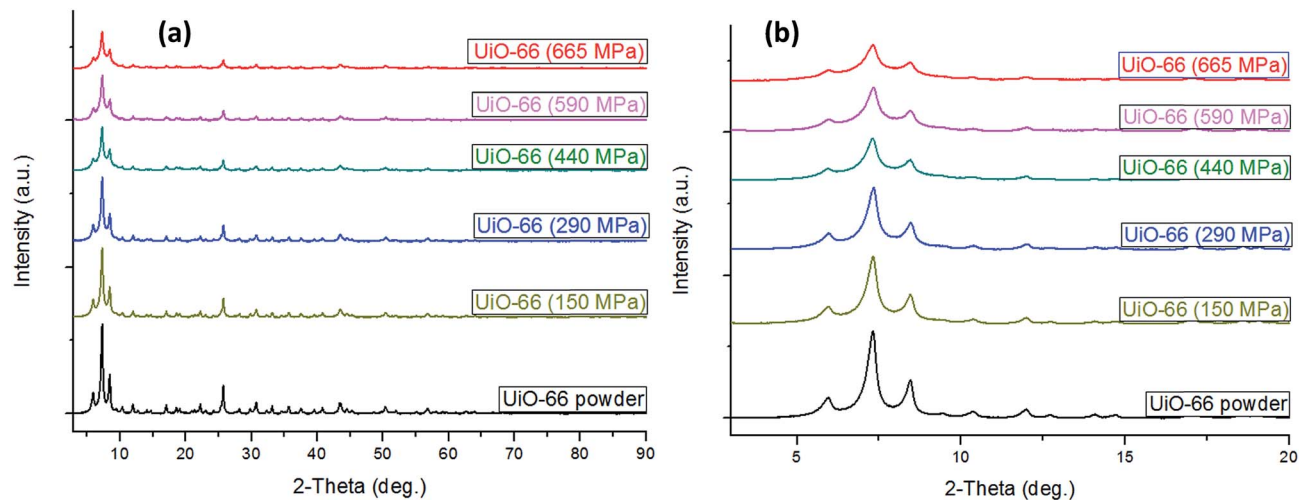 (a)
UiO-66 (665 MPa)
UiO-66 (590 MPa)
UiO-66 (440 MPa)
UiO-66 (290 MPa)
UiO-66 (150 MPa)
UiO-66 powder
Intensity (a.u.)
10 20 30 40 50 60 70 80 90
2-Theta (deg.)
(b)
UiO-66 (665 MPa)
UiO-66 (590 MPa)
UiO-66 (440 MPa)
UiO-66 (290 MPa)
UiO-66 (150 MPa)
UiO-66 powder
Intensity (a.u.)
5 10 15 20
2-Theta (deg.)